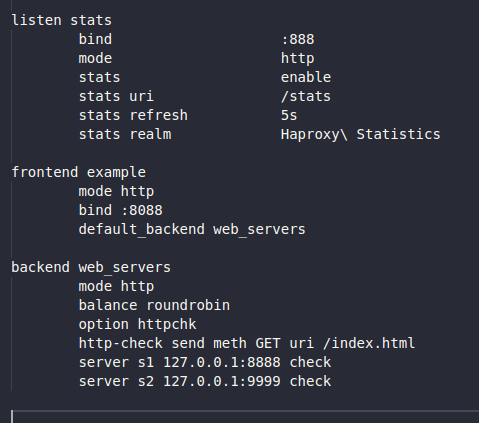 listen stats
bind :888
mode http
stats enable
stats uri /stats
stats refresh 5s
stats realm Haproxy\ Statistics
frontend example
mode http
bind :8088
default_backend web_servers
backend web_servers
mode http
balance roundrobin
option httpchk
http-check send meth GET uri /index.html
server s1 127.0.0.1:8888 check
server s2 127.0.0.1:9999 check